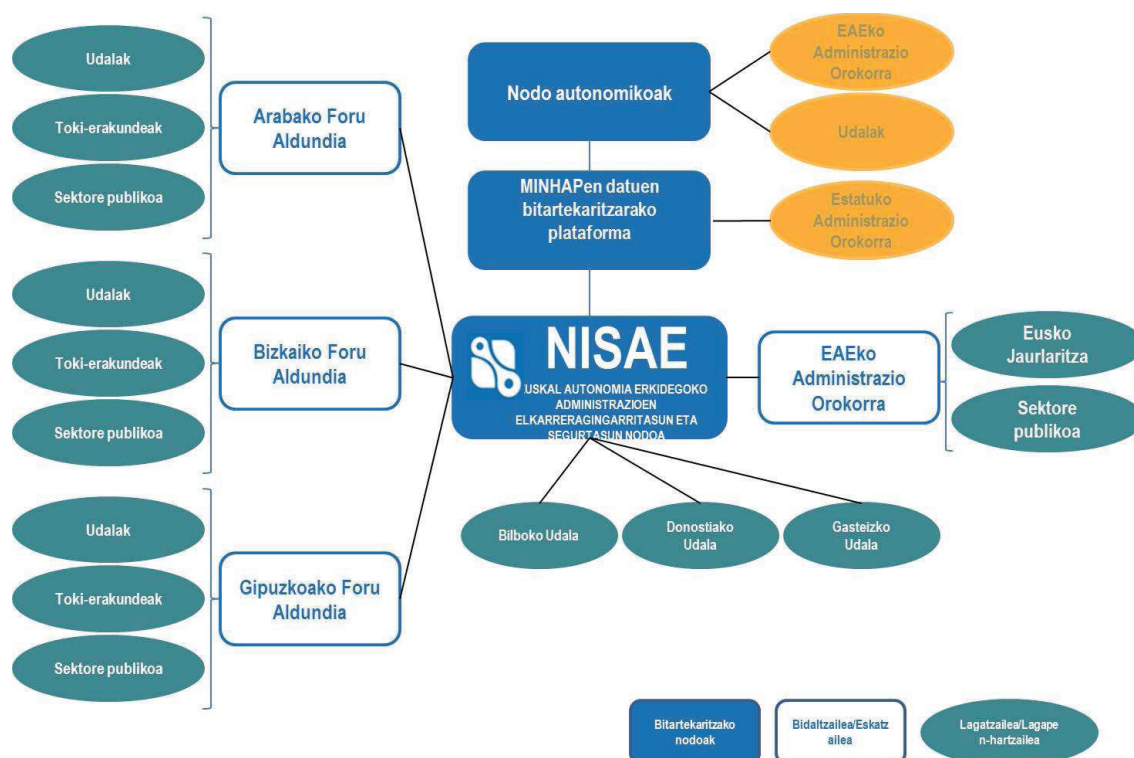 Udalak
Toki-erakundeak
Sektore publikoa
Arabako Foru
Aldundia
Udalak
Toki-erakundeak
Sektore publikoa
Bizkaiko Foru
Aldundia
Udalak
Toki-erakundeak
Sektore publikoa
Gipuzkoako Foru
Aldundia
Nodo autonomikoak
EAEko
Administrazio
Orokorra
Udalak
MINHAPen datuen
bitartekaritzarako
plataforma
Estatuko
Administrazio
Orokorra
NISAE
USKAL AUTONOMIA ERKIDEGOKO
ADMINISTRAZIOEN
ELKARRERAGINGARRITASUN ETA
SEGURTASUN NODOA
EAEko
Administrazio
Orokorra
Eusko
Jaurlaritza
Sektore
publikoa
Bilboko Udala
Donostiako
Udala
Gasteizko
Udala
Bitartekaritzako
nodoak
Bidaltzailea/Eskatz
ailea
Lagatzailea/Lagape
n-hartzailea